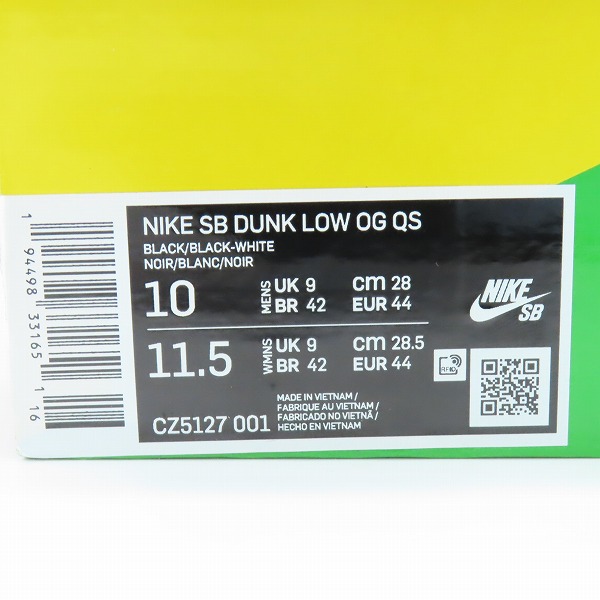 NIKE SB DUNK LOW OG QS
BLACK/BLACK-WHITE
NOIR/BLANC/NOIR
10 MENS UK 9 cm 28
BR 42 EUR 44
11.5 WMNS UK 9 cm 28.5
BR 42 EUR 44
NIKE
SB
RFID
MADE IN VIETNAM/
FABRIQUE AU VIETNAM/
FABRICADO NO VIETNÃ/
HECHO EN VIETNAM
CZ5127 001
1 94498 33165 1 16